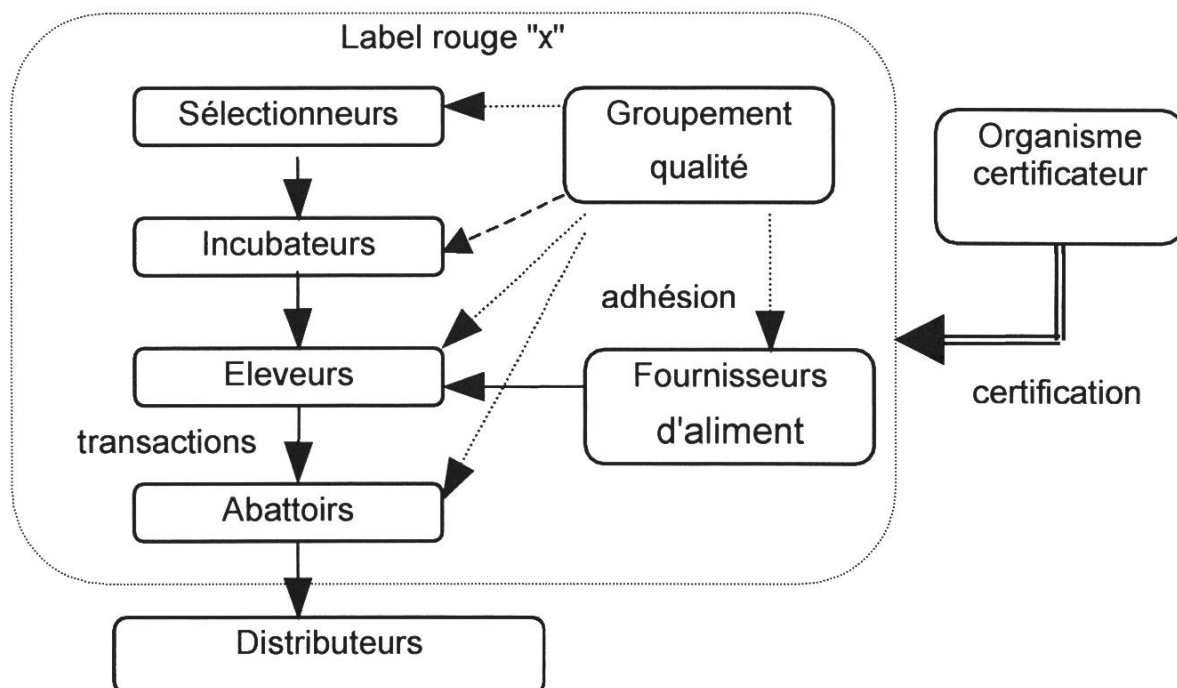 Label rouge "x"
Sélectionneurs
Groupement
qualité
Organisme
certificateur
Incubateurs
adhésion
Eleveurs
Fournisseurs
d'aliment
certification
transactions
Abattoirs
Distributeurs